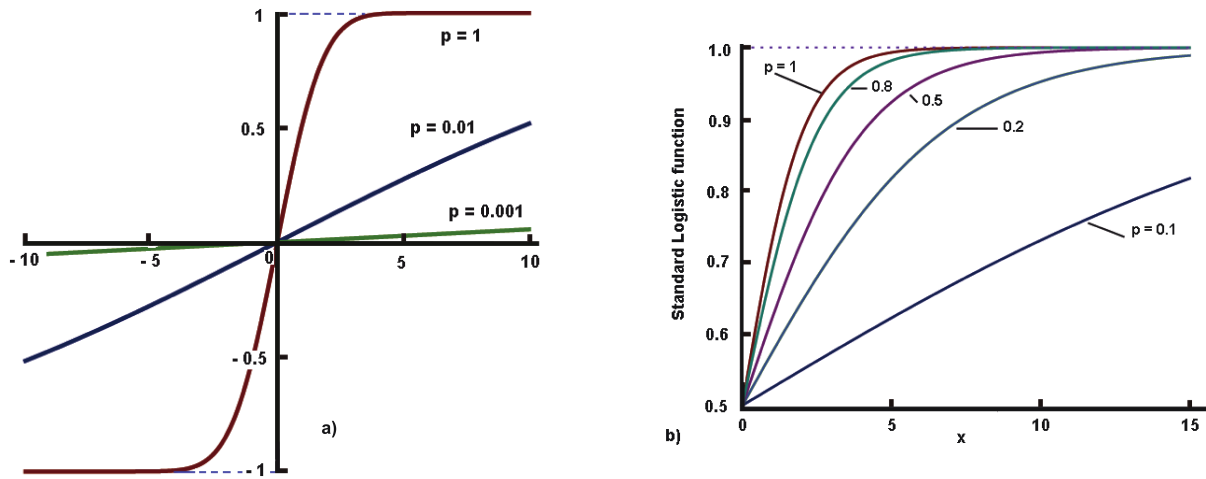 1
p = 1
0.5
p = 0.01
p = 0.001
- 10
- 5
0
5
10
- 0.5
- 1
a)
Standard Logistic function
1.0
0.9
0.8
0.7
0.6
0.5
p = 1
0.8
0.5
0.2
p = 0.1
0
5
10
15
x
b)